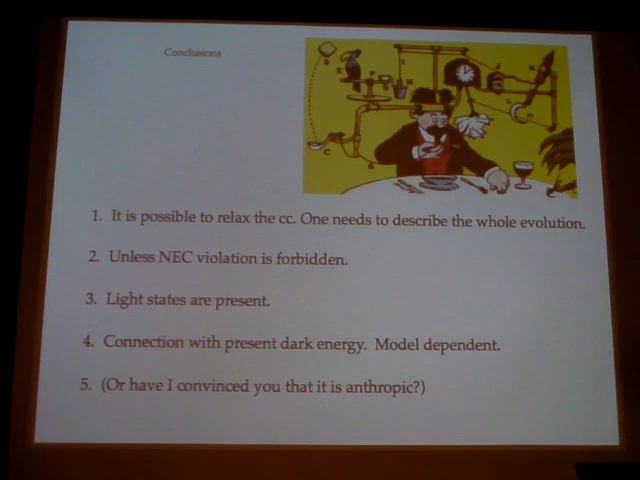 Conclusions
1. It is possible to relax the cc. One needs to describe the whole evolution.
2. Unless NEC violation is forbidden.
3. Light states are present.
4. Connection with present dark energy. Model dependent.
5. (Or have I convinced you that it is anthropic?)